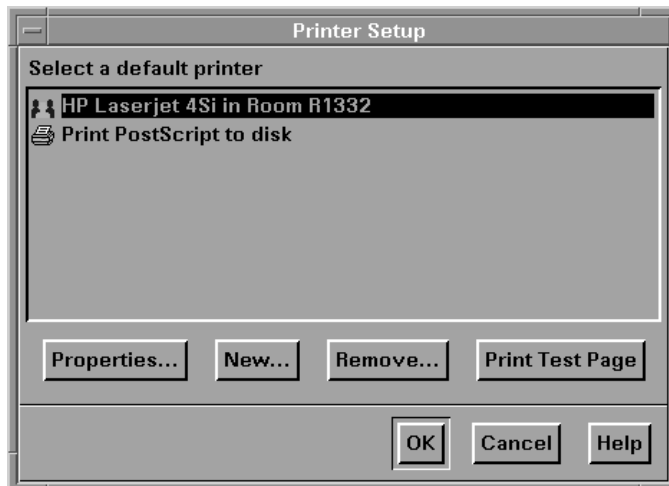 Printer Setup
Select a default printer
HP Laserjet 4Si in Room R1332
Print PostScript to disk
Properties... New... Remove... Print Test Page
OK Cancel Help